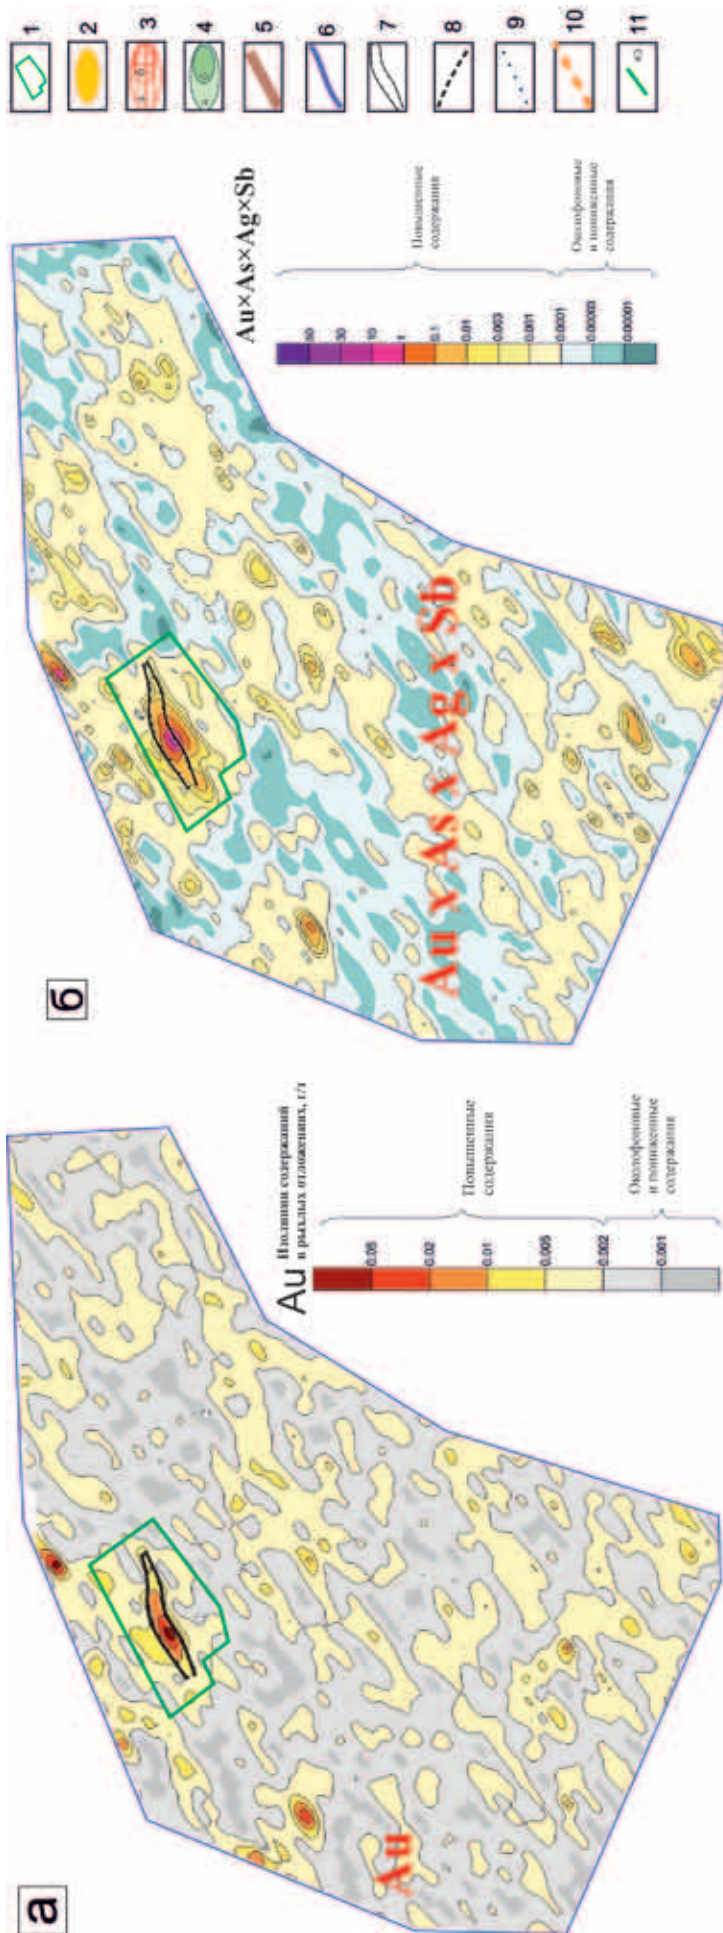 а
Au
Изолинии содержаний
в рыхлых отложениях, г/т
0.05
0.02
0.01
0.005
0.002
0.001
Повышенные
содержания
Околофоновые
и пониженные
содержания
Au
б
Au×As×Ag×Sb
50
30
10
1
0.1
0.01
0.003
0.001
0.0001
0.00003
0.00001
Повышенные
содержания
Околофоновые
и пониженные
содержания
Au x As x Ag x Sb
1
2
3
4
5
6
7
8
9
10
11